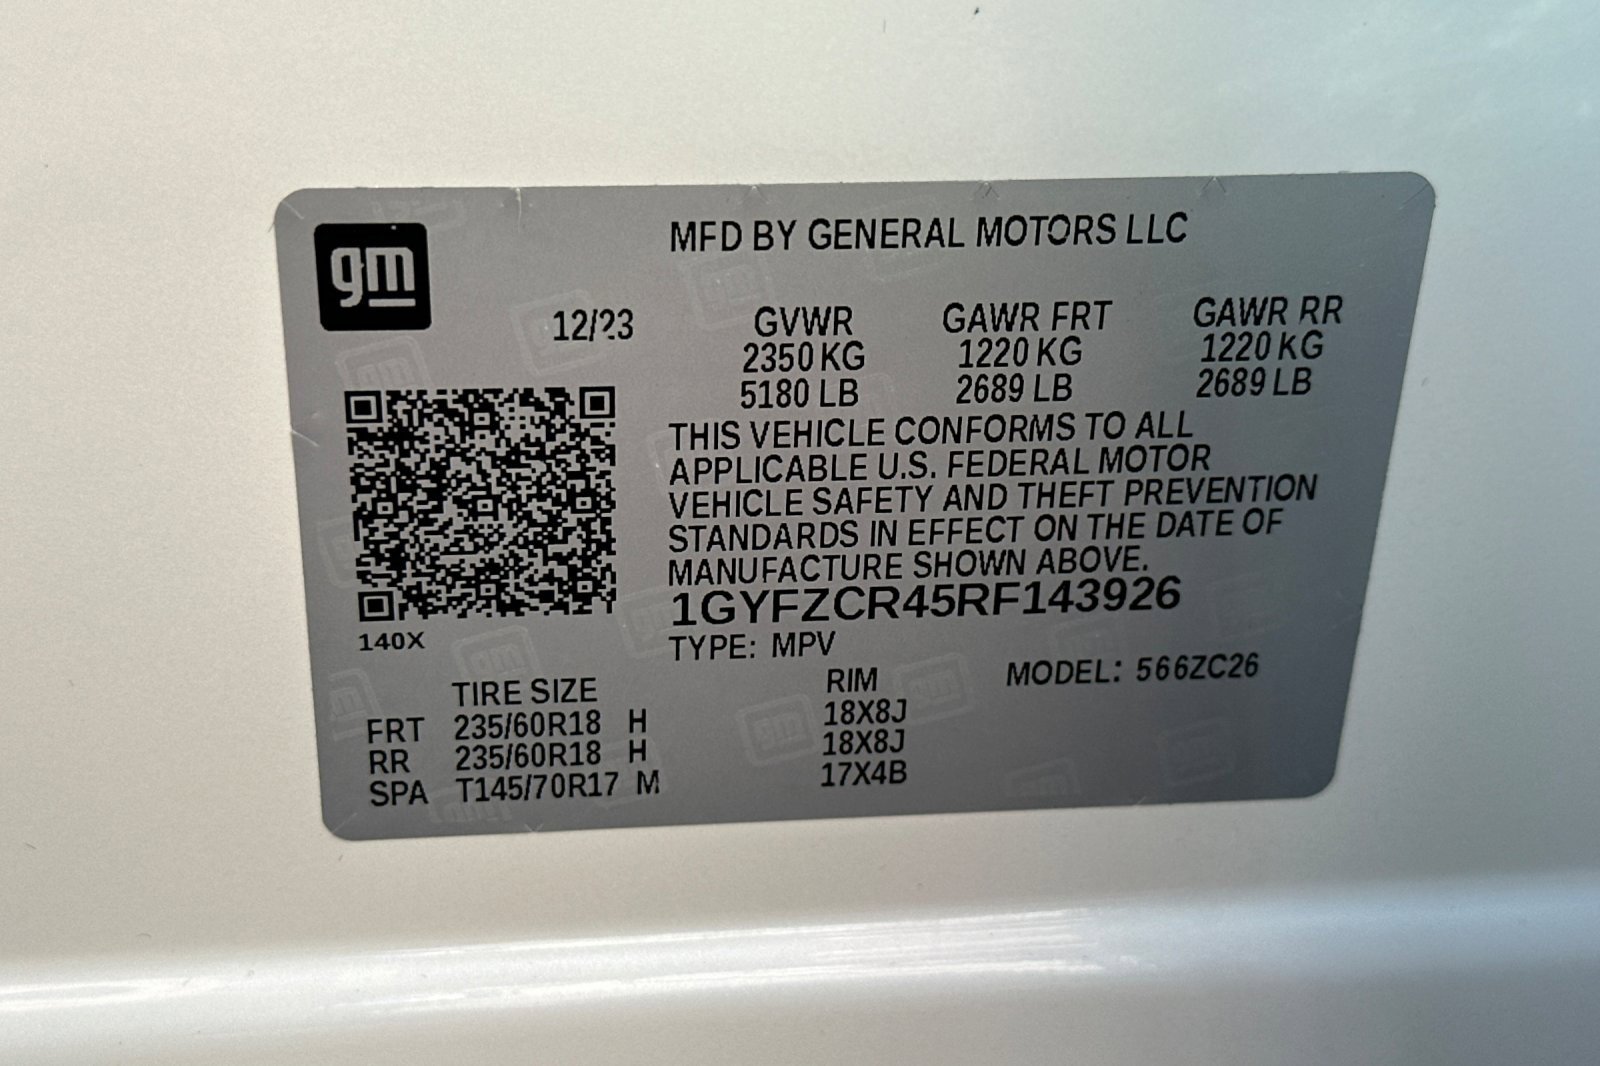 gm
MFD BY GENERAL MOTORS LLC
12/23 GVWR GAWR FRT GAWR RR
2350 KG 1220 KG 1220 KG
5180 LB 2689 LB 2689 LB
THIS VEHICLE CONFORMS TO ALL
APPLICABLE U.S. FEDERAL MOTOR
VEHICLE SAFETY AND THEFT PREVENTION
STANDARDS IN EFFECT ON THE DATE OF
MANUFACTURE SHOWN ABOVE.
1GYFZCR45RF143926
140X
TYPE: MPV
MODEL: 566ZC26
TIRE SIZE RIM
FRT 235/60R18 H 18X8J
RR 235/60R18 H 18X8J
SPA T145/70R17 M 17X4B